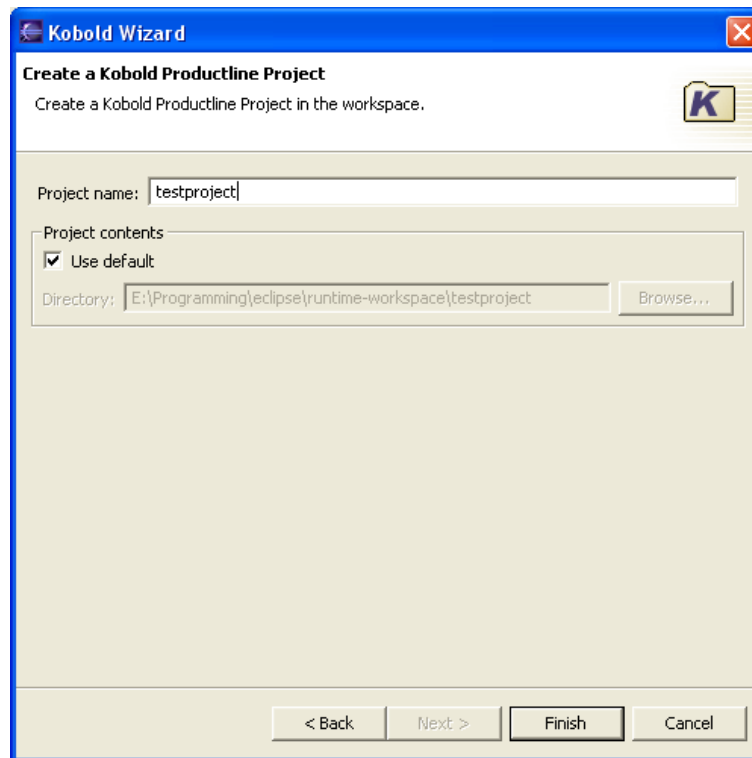 Kobold Wizard
Create a Kobold Productline Project
Create a Kobold Productline Project in the workspace.
K
Project name: testproject
Project contents
Use default
Directory: E:\Programming\eclipse\runtime-workspace\testproject Browse...
< Back Next > Finish Cancel